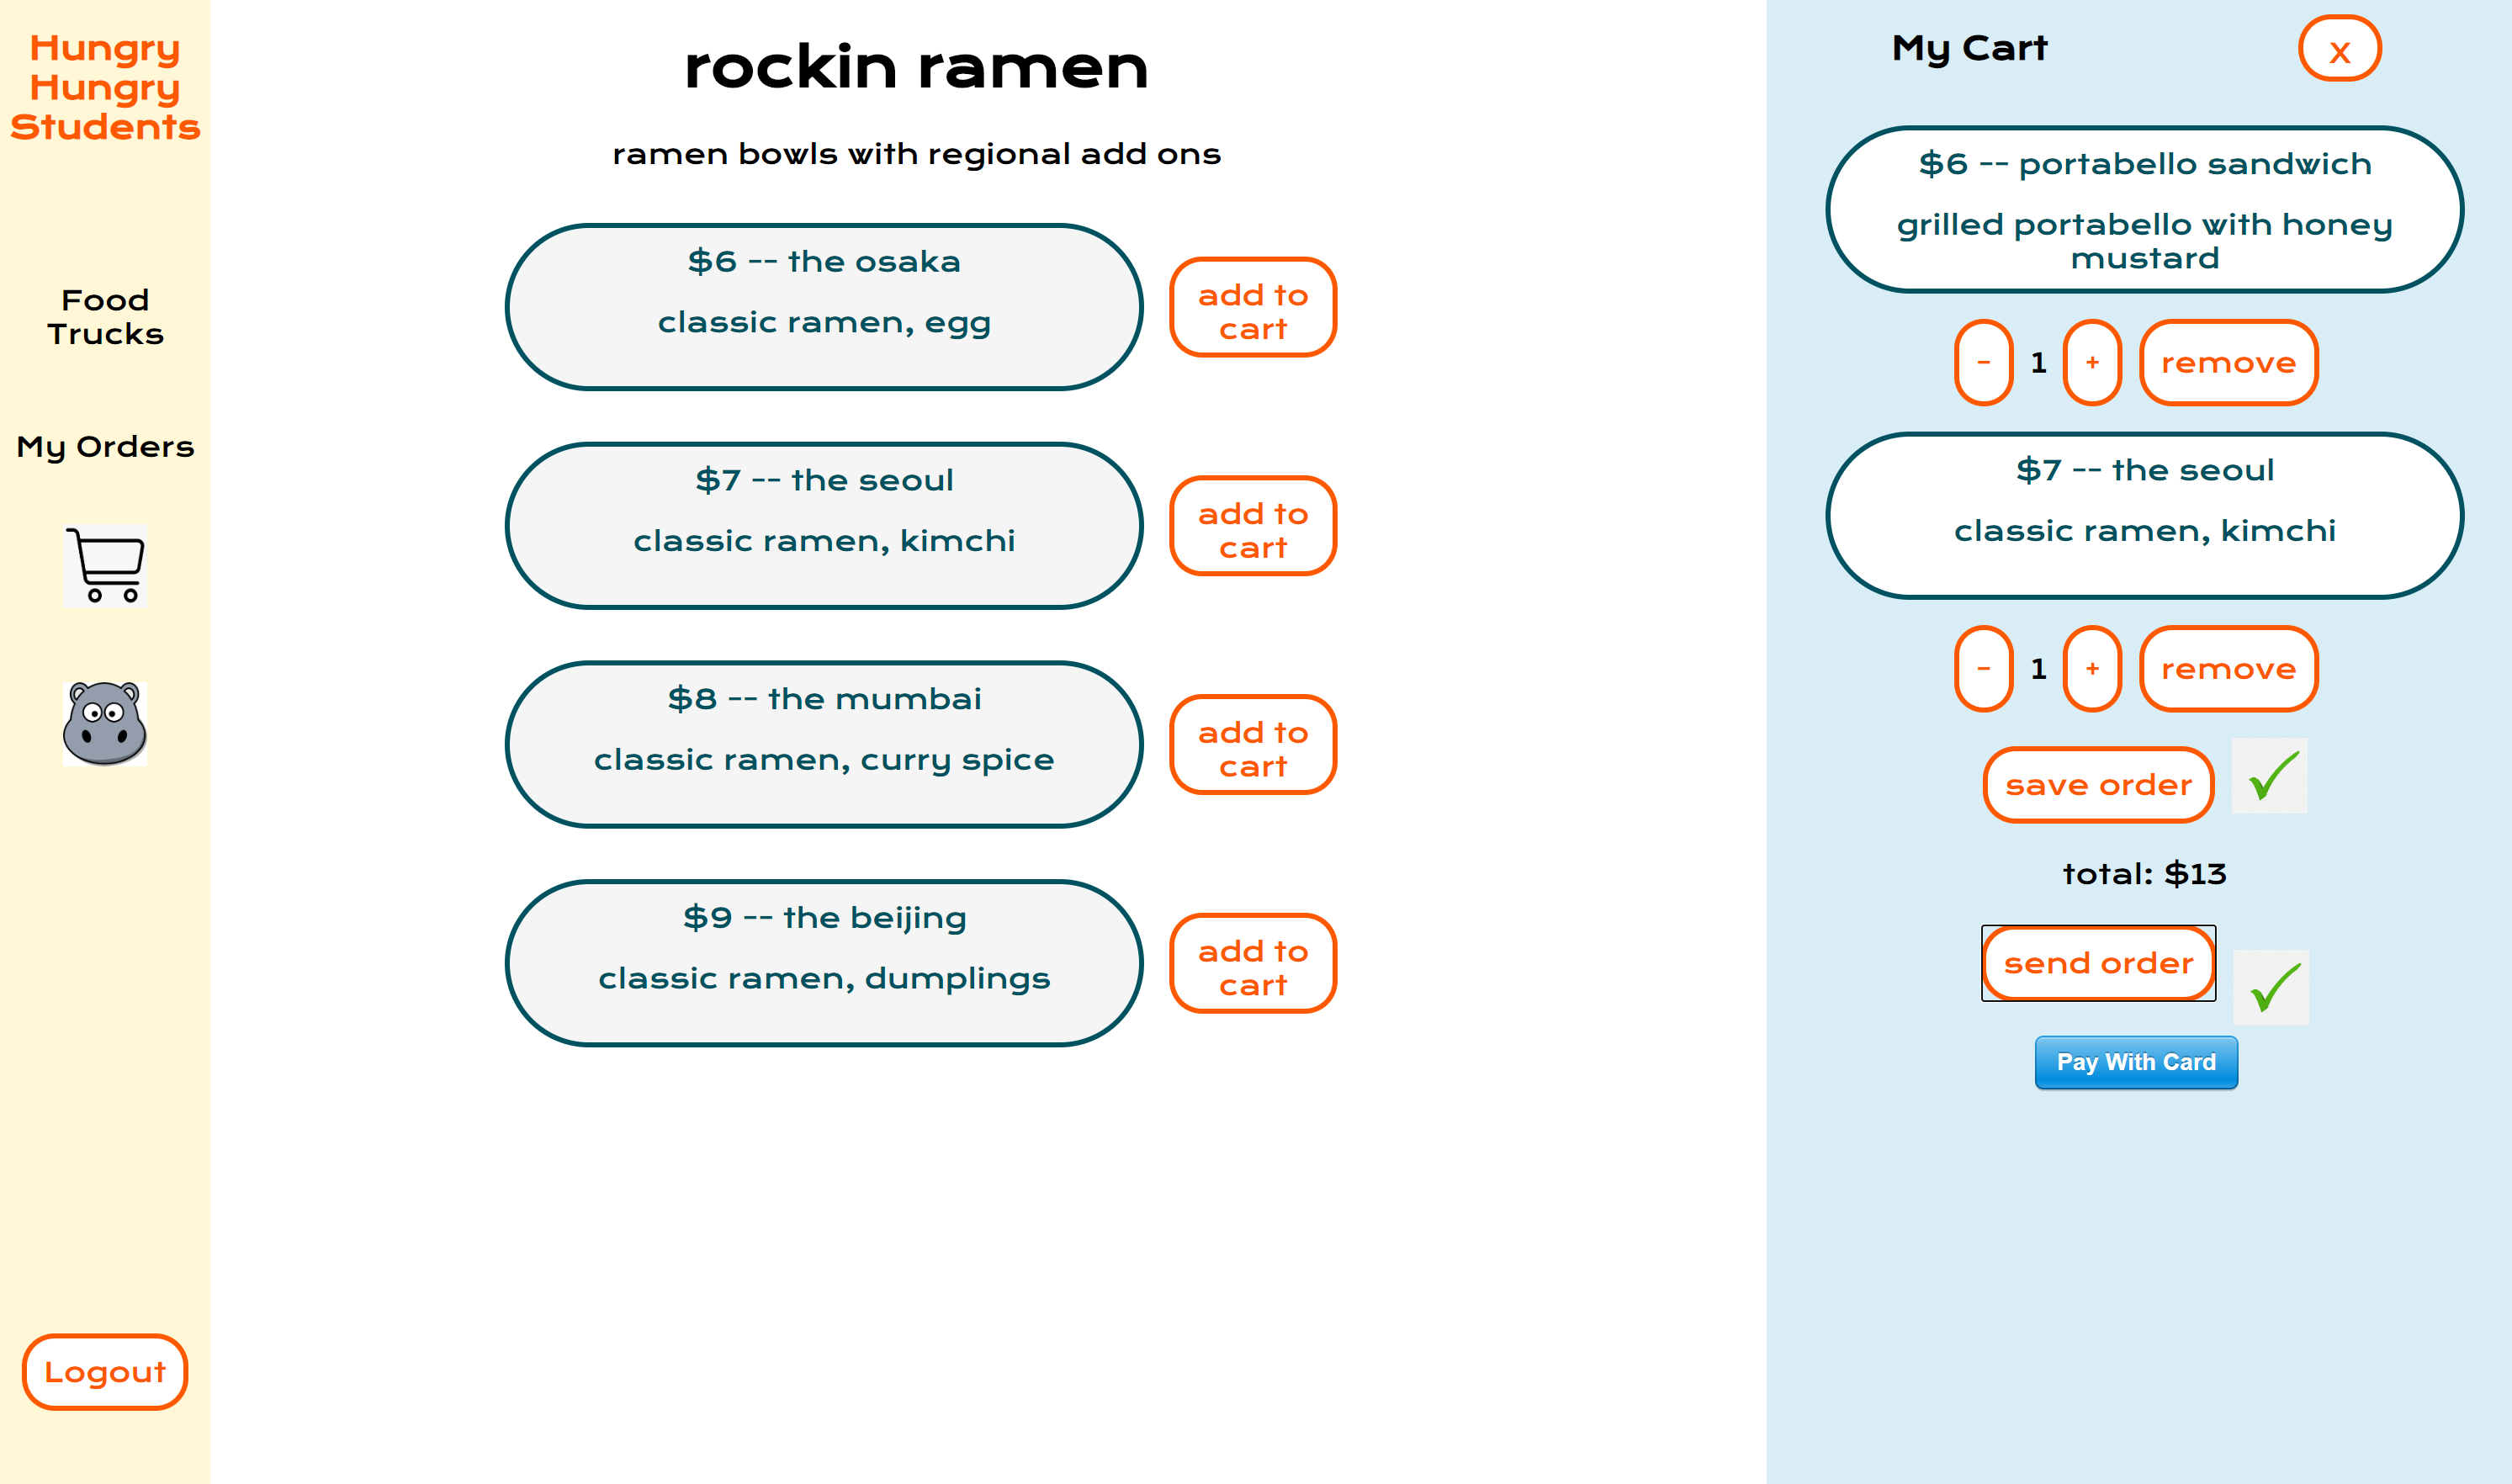 Hungry
Hungry
Students
Food
Trucks
My Orders
Logout
rockin ramen
ramen bowls with regional add ons
$6 -- the osaka
classic ramen, egg
add to
cart
$7 -- the seoul
classic ramen, kimchi
add to
cart
$8 -- the mumbai
classic ramen, curry spice
add to
cart
$9 -- the beijing
classic ramen, dumplings
add to
cart
My Cart
x
$6 -- portabello sandwich
grilled portabello with honey
mustard
- 1 + remove
$7 -- the seoul
classic ramen, kimchi
- 1 + remove
save order
total: $13
send order
Pay With Card